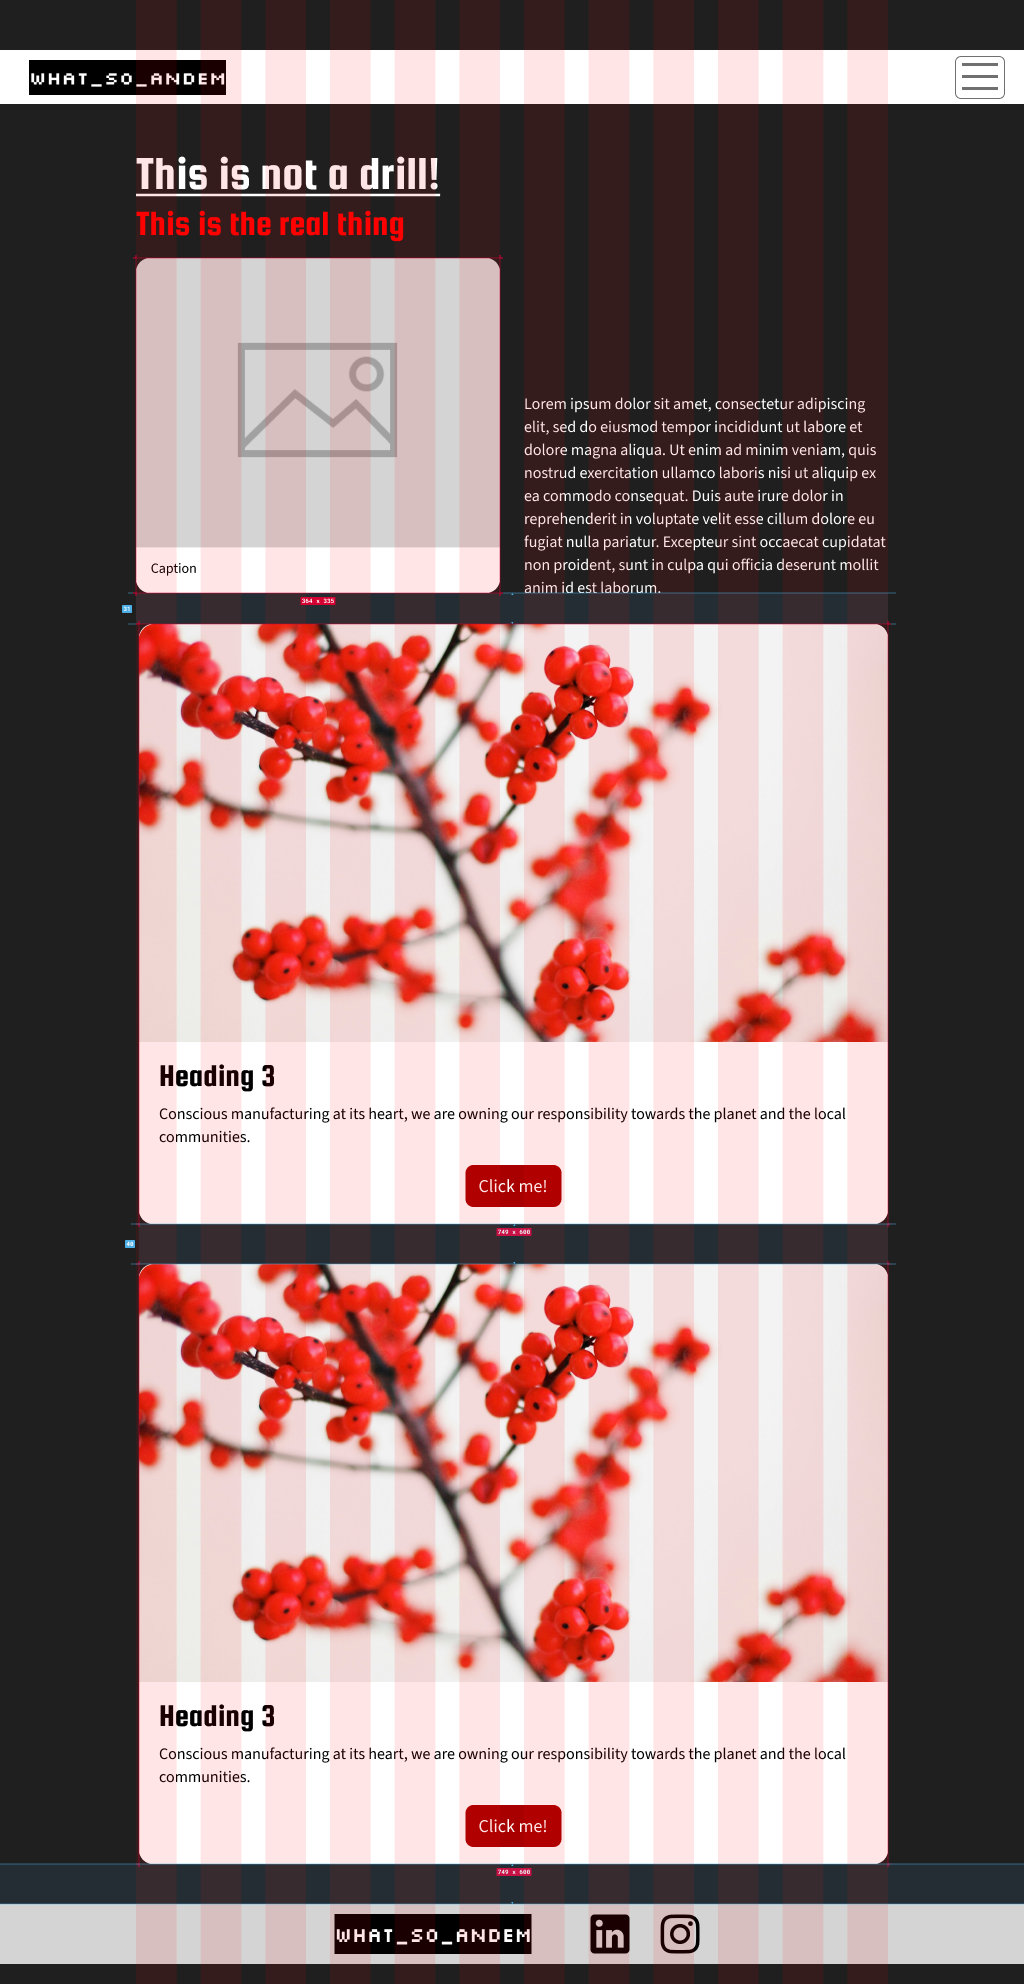 WHAT_SO_ANDEM
This is not a drill!
This is the real thing
Caption
Lorem ipsum dolor sit amet, consectetur adipiscing
elit, sed do eiusmod tempor incididunt ut labore et
dolore magna aliqua. Ut enim ad minim veniam, quis
nostrud exercitation ullamco laboris nisi ut aliquip ex
ea commodo consequat. Duis aute irure dolor in
reprehenderit in voluptate velit esse cillum dolore eu
fugiat nulla pariatur. Excepteur sint occaecat cupidatat
non proident, sunt in culpa qui officia deserunt mollit
anim id est laborum.
364 x 335
31
Heading 3
Conscious manufacturing at its heart, we are owning our responsibility towards the planet and the local
communities.
Click me!
749 x 600
40
Heading 3
Conscious manufacturing at its heart, we are owning our responsibility towards the planet and the local
communities.
Click me!
749 x 600
WHAT_SO_ANDEM
in